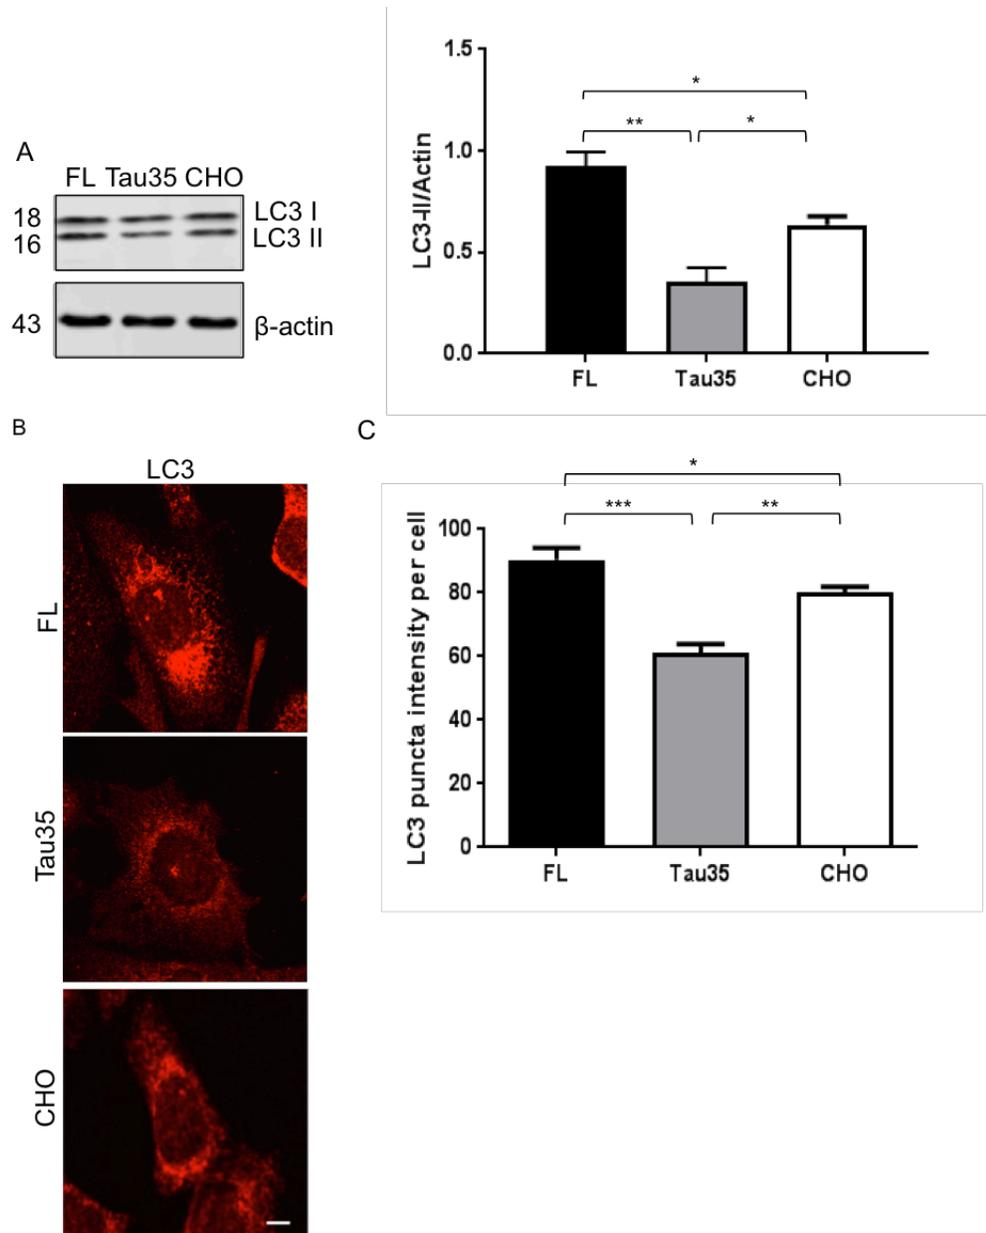 A
FL Tau35 CHO
18
16
LC3 I
LC3 II
43
β-actin
1.5
1.0
0.5
0.0
LC3-II/Actin
*
** *
FL Tau35 CHO
B
LC3
FL
Tau35
CHO
C
*
*** **
100
80
60
40
20
0
LC3 puncta intensity per cell
FL Tau35 CHO